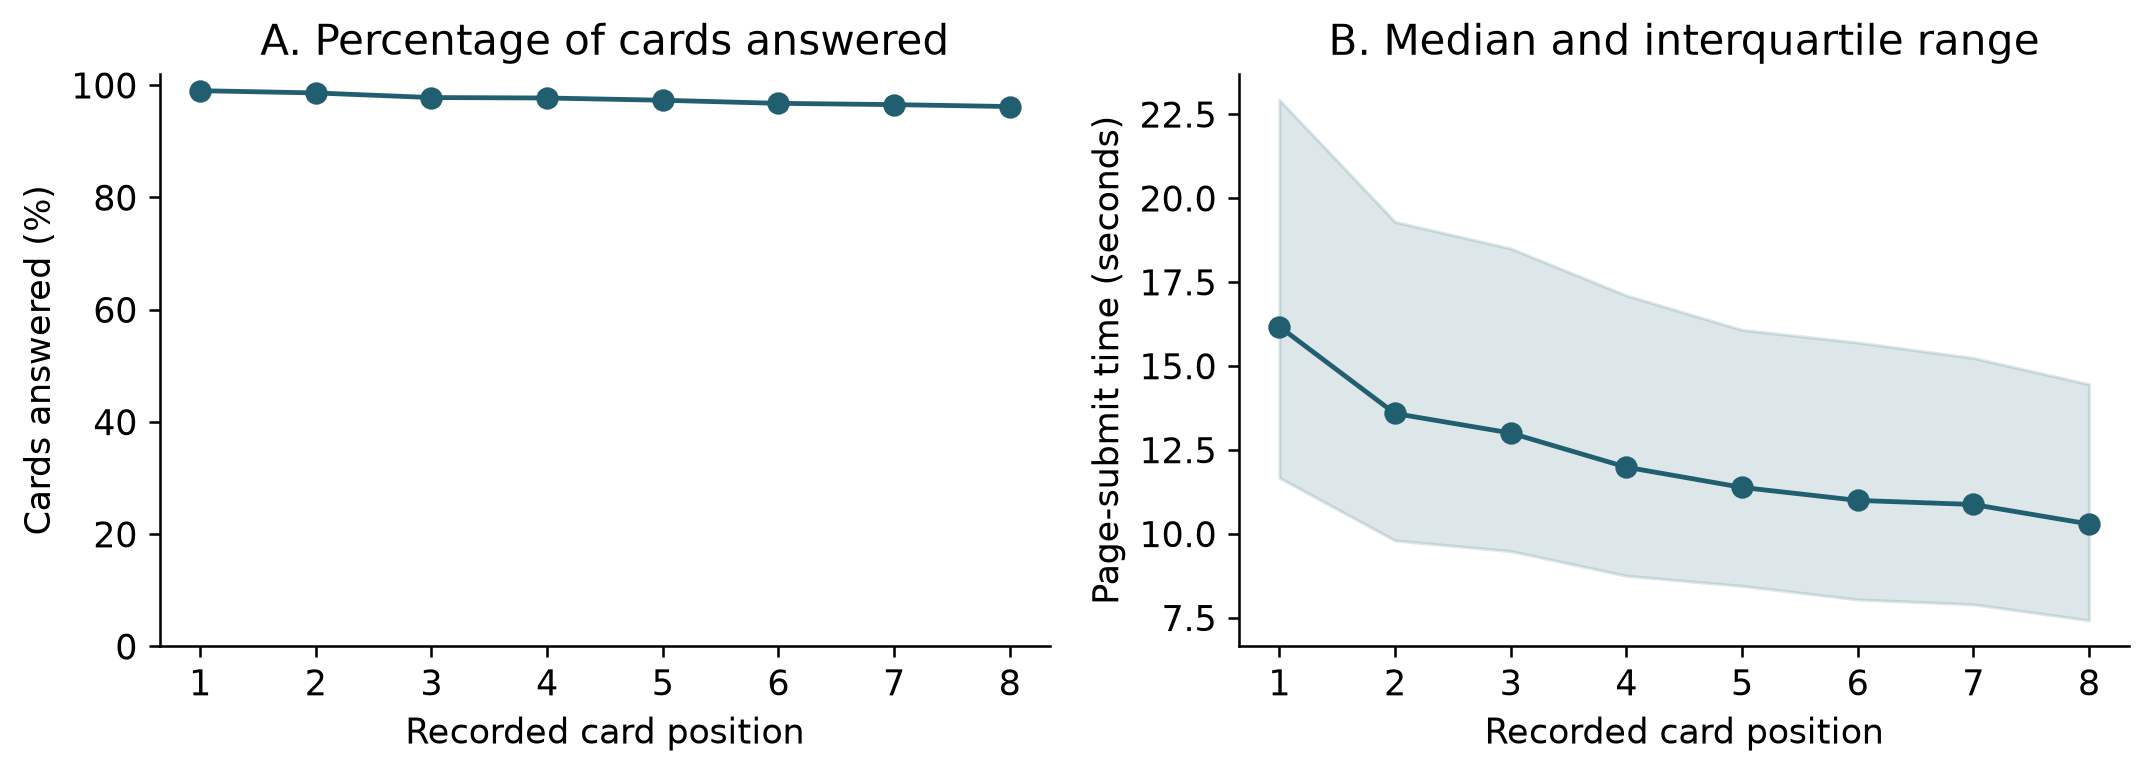 A. Percentage of cards answered
Cards answered (%)
100
80
60
40
20
0
1 2 3 4 5 6 7 8
Recorded card position
B. Median and interquartile range
Page-submit time (seconds)
22.5
20.0
17.5
15.0
12.5
10.0
7.5
1 2 3 4 5 6 7 8
Recorded card position